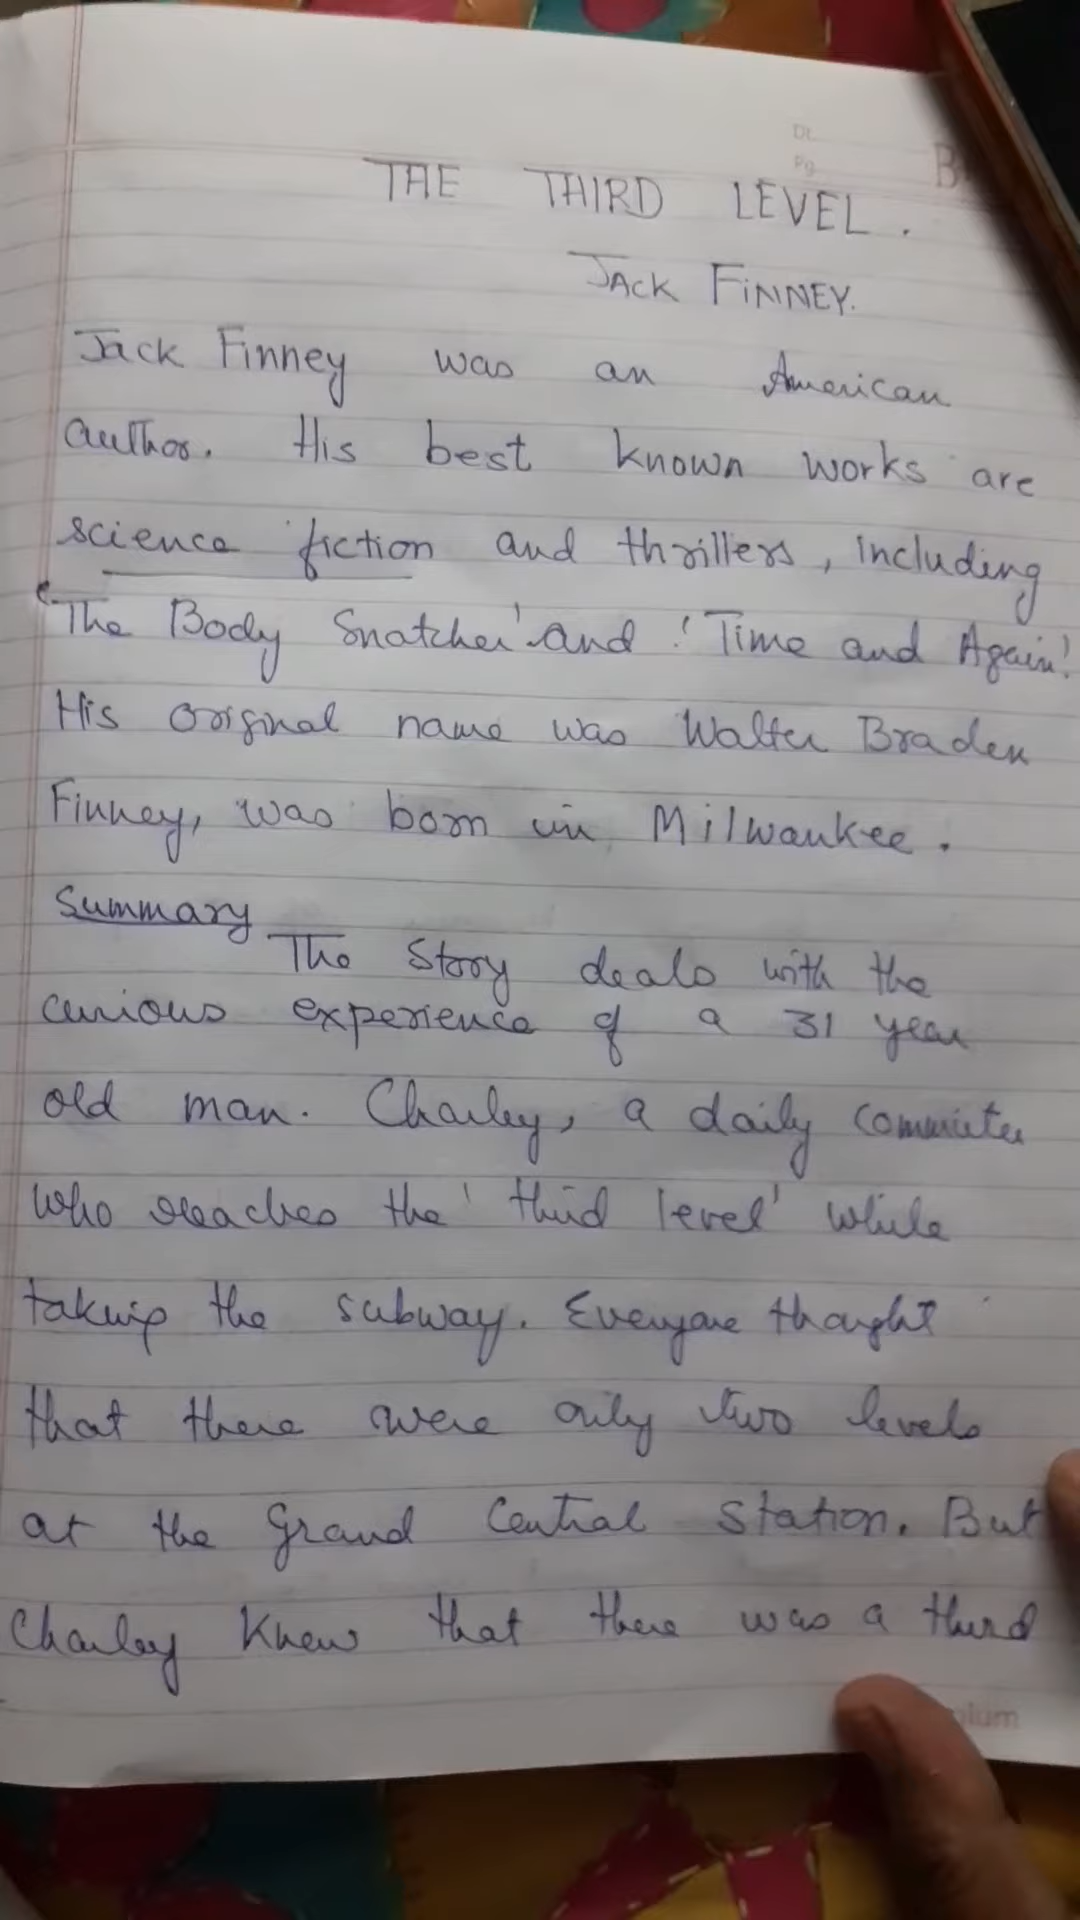 Dt.
Pg.
B
THE THIRD LEVEL.
JACK FINNEY.
Jack Finney was an American
author. His best known works are
science fiction and thrillers, including
'The Body Snatcher' and 'Time and Again'.
His original name was Walter Braden
Finney, was born in Milwaukee.
Summary
The Story deals with the
curious experience of a 31 year
old man. Charley, a daily commuter
who reaches the 'third level' while
taking the subway. Everyone thought
that there were only two levels
at the Grand Central Station. But
Charley Knew that there was a third